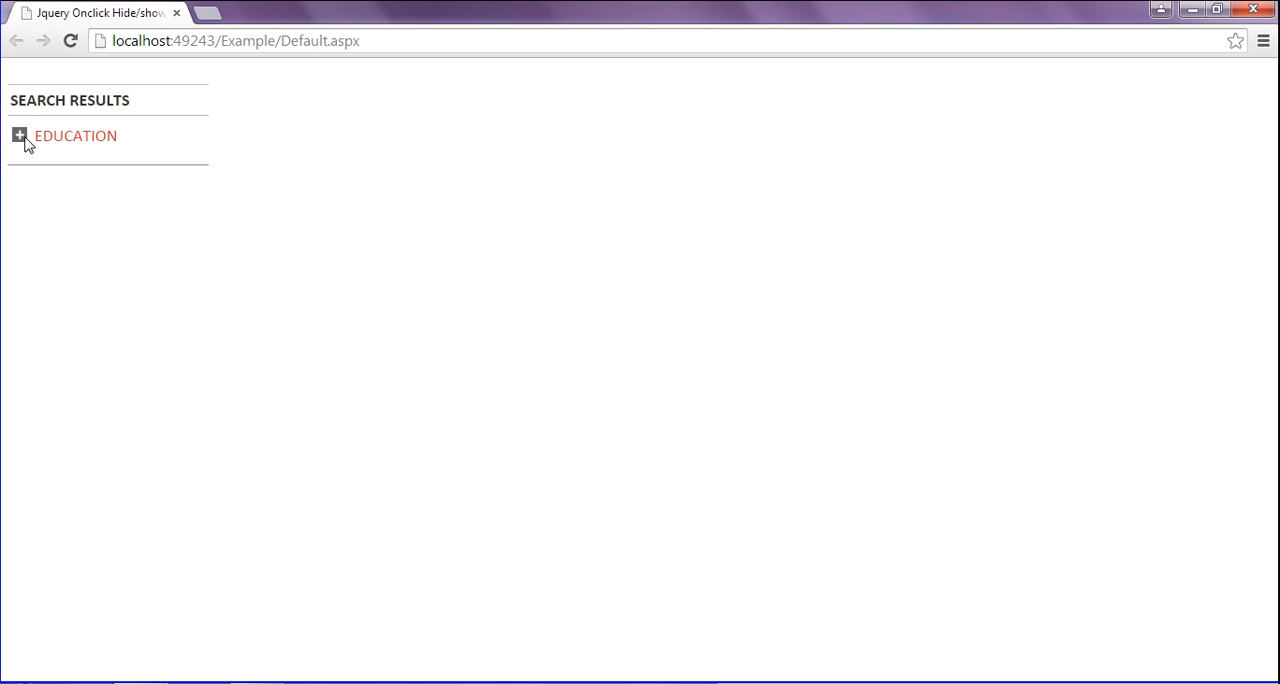 Jquery Onclick Hide/show
localhost:49243/Example/Default.aspx
SEARCH RESULTS
EDUCATION